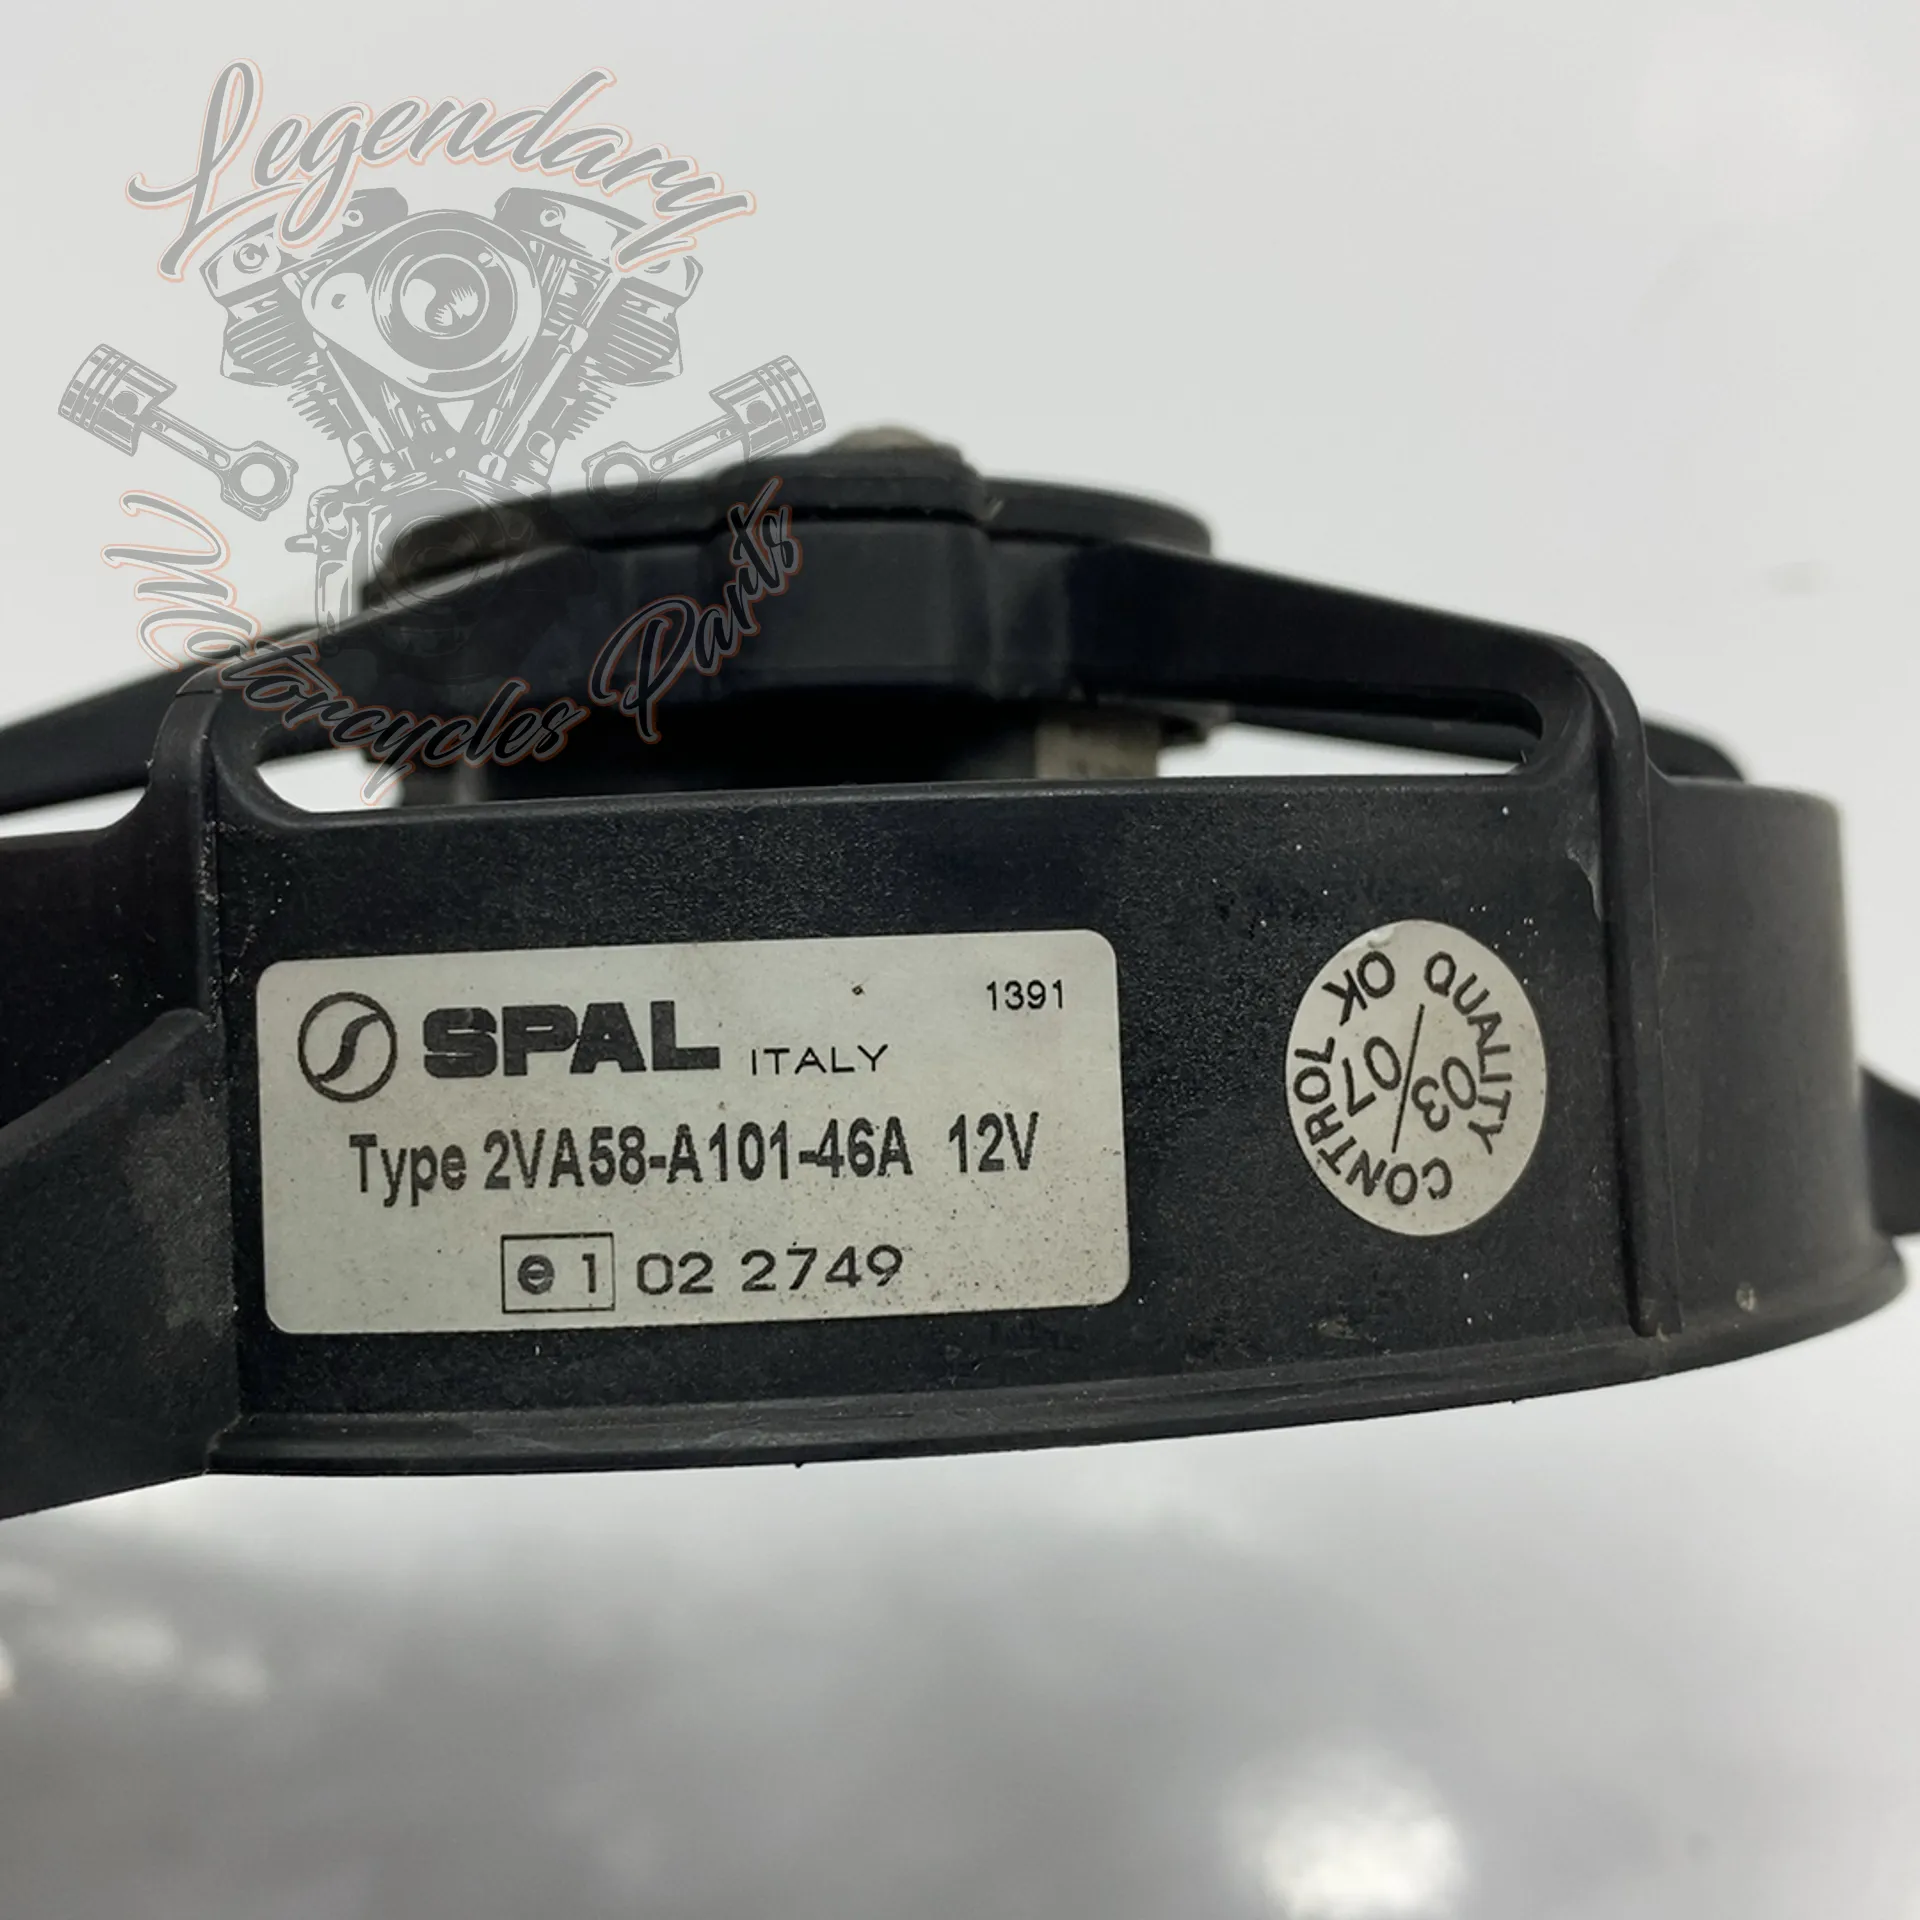 Legendary
Motorcycles Parts
SPAL ITALY
1391
Type 2VA58-A101-46A 12V
e 1 02 2749
QUALITY CONTROL OK
03/07